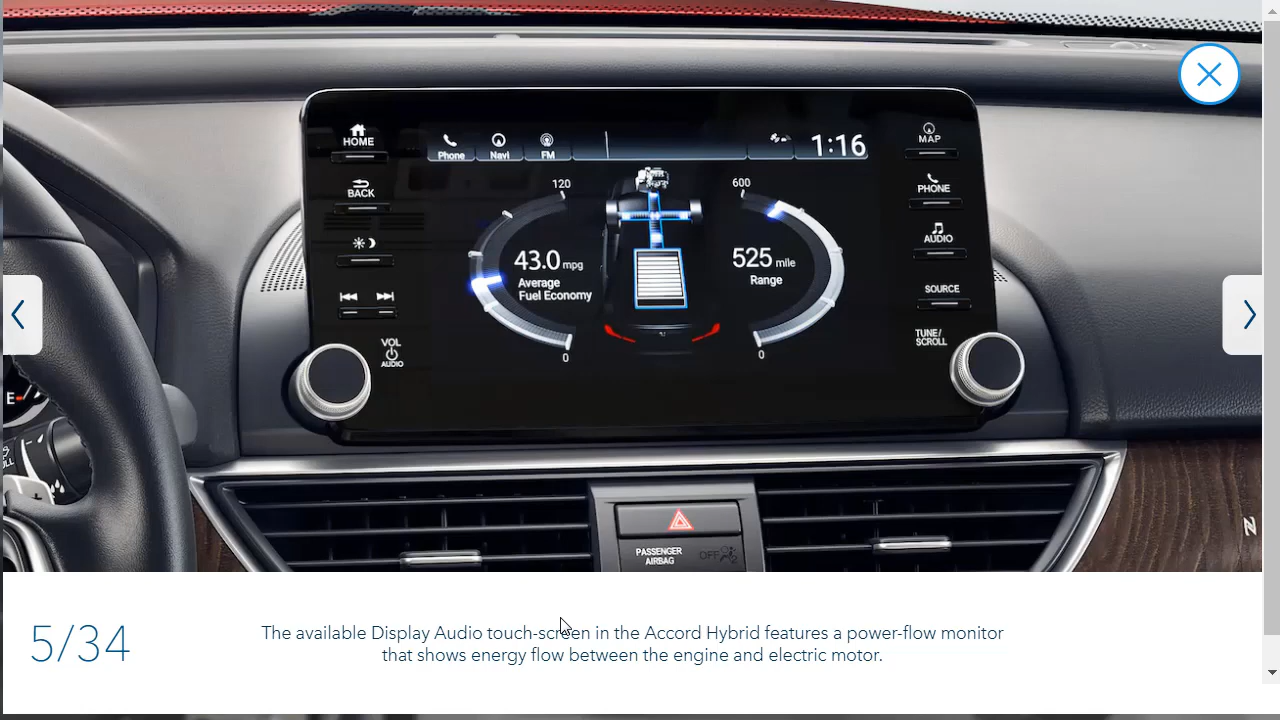 HOME
BACK
VOL
AUDIO
Phone
Navi
FM
1:16
120
43.0 mpg
Average
Fuel Economy
0
600
525 mile
Range
0
MAP
PHONE
AUDIO
SOURCE
TUNE/
SCROLL
E
PASSENGER
AIRBAG
OFF
N
5/34
The available Display Audio touch-screen in the Accord Hybrid features a power-flow monitor
that shows energy flow between the engine and electric motor.